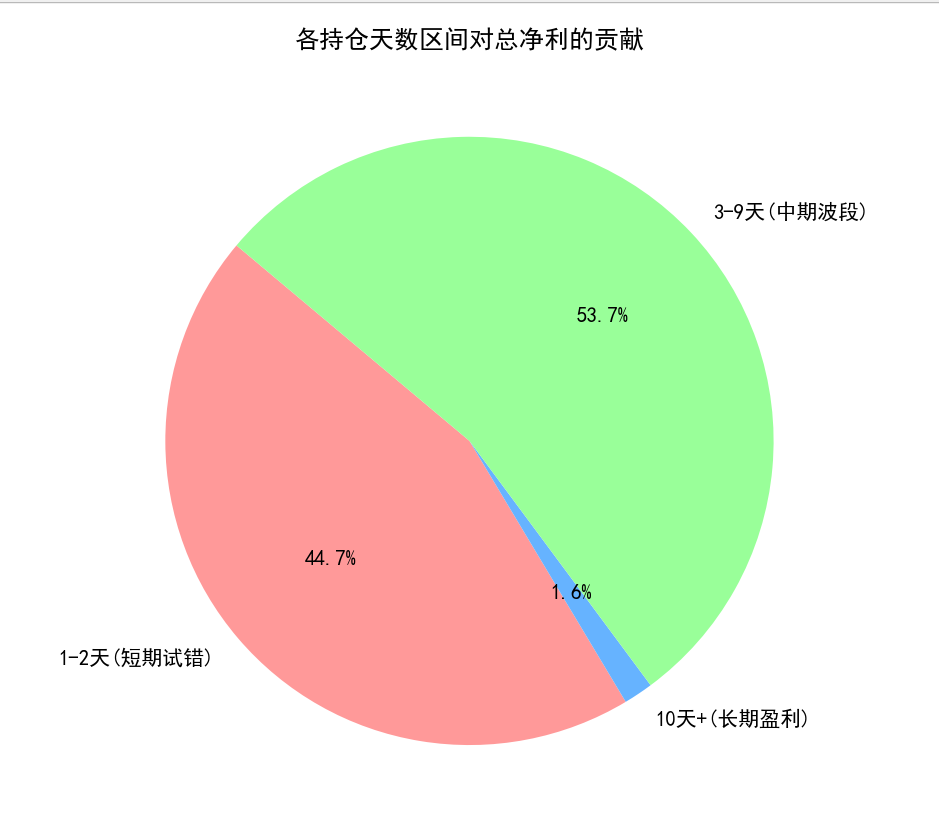 各持仓天数区间对总净利的贡献
3-9天(中期波段)
53.7%
44.7%
1.6%
1-2天(短期试错)
10天+(长期盈利)